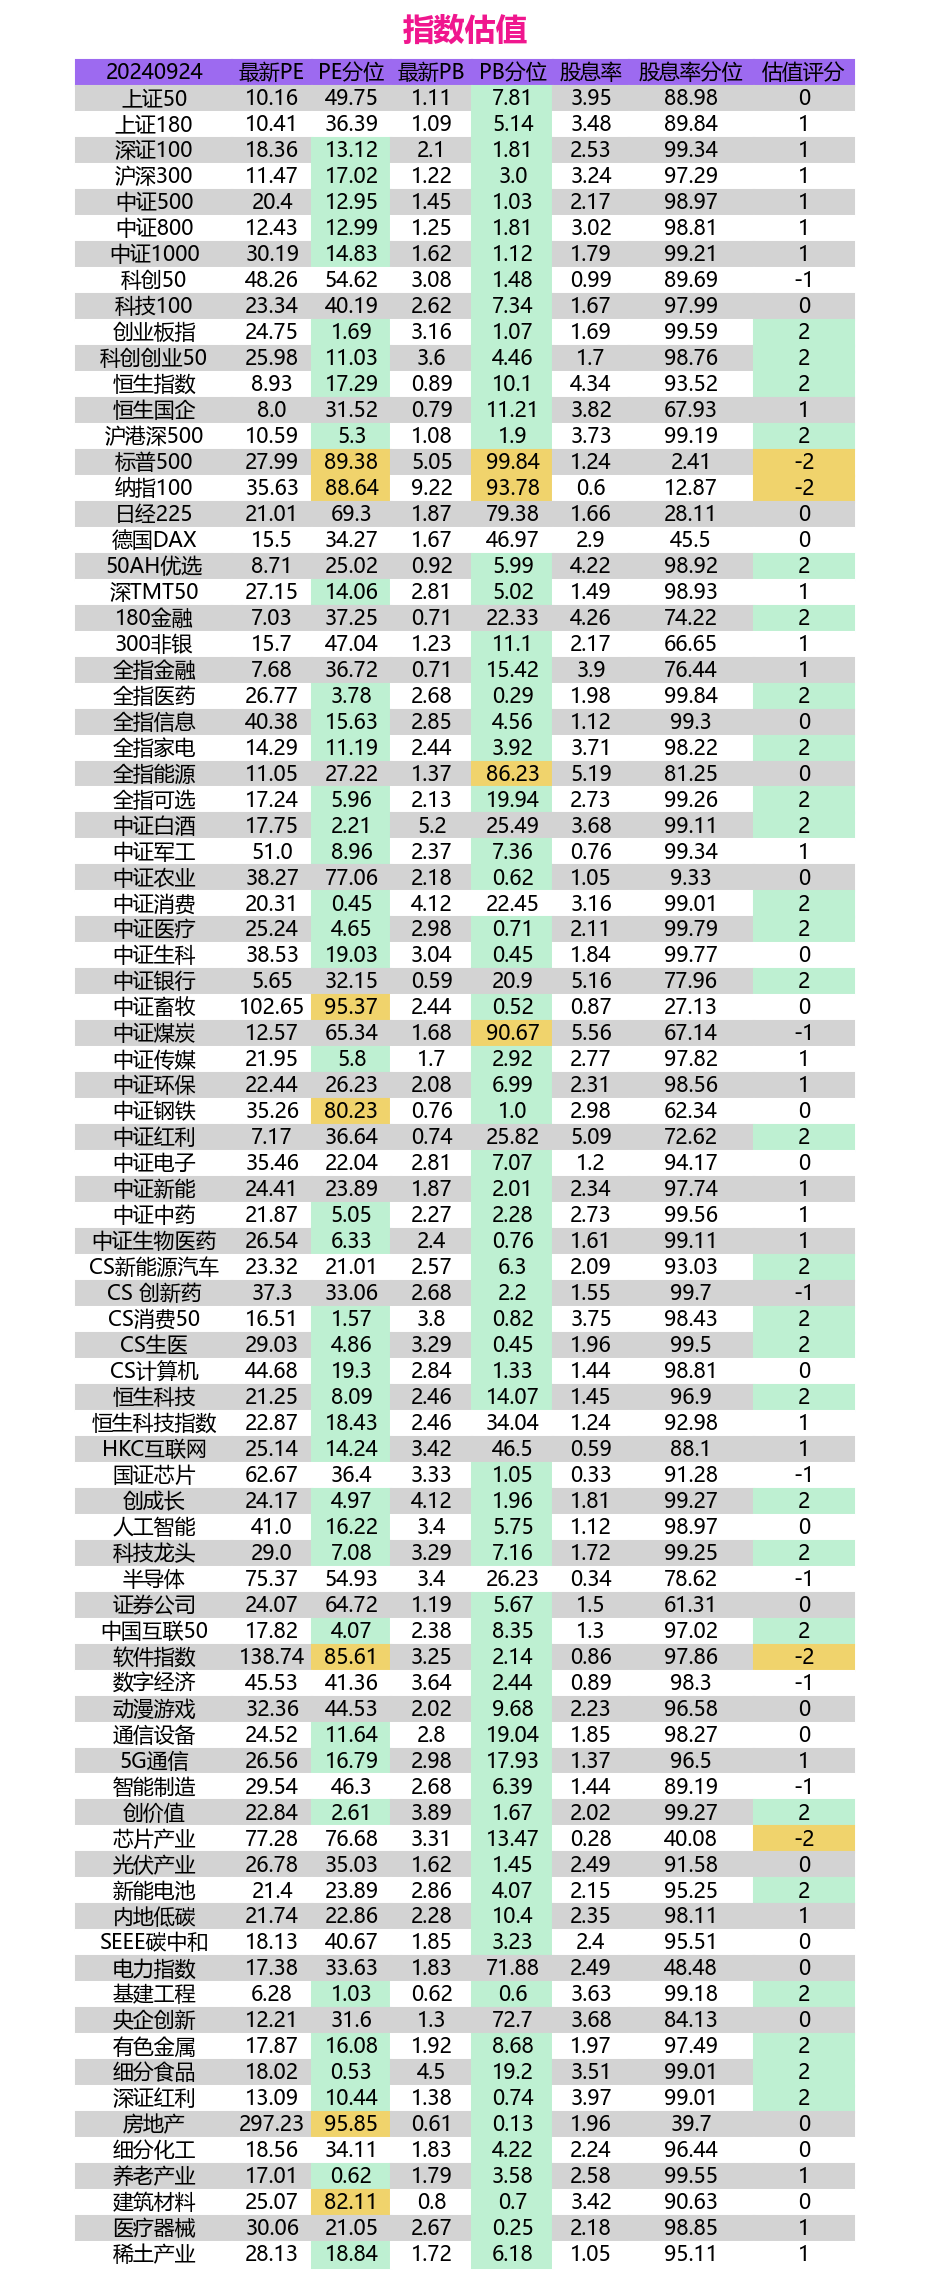 指数估值
20240924 最新PE PE分位 最新PB PB分位 股息率 股息率分位 估值评分
上证50 10.16 49.75 1.11 7.81 3.95 88.98 0
上证180 10.41 36.39 1.09 5.14 3.48 89.84 1
深证100 18.36 13.12 2.1 1.81 2.53 99.34 1
沪深300 11.47 17.02 1.22 3.0 3.24 97.29 1
中证500 20.4 12.95 1.45 1.03 2.17 98.97 1
中证800 12.43 12.99 1.25 1.81 3.02 98.81 1
中证1000 30.19 14.83 1.62 1.12 1.79 99.21 1
科创50 48.26 54.62 3.08 1.48 0.99 89.69 -1
科技100 23.34 40.19 2.62 7.34 1.67 97.99 0
创业板指 24.75 1.69 3.16 1.07 1.69 99.59 2
科创创业50 25.98 11.03 3.6 4.46 1.7 98.76 2
恒生指数 8.93 17.29 0.89 10.1 4.34 93.52 2
恒生国企 8.0 31.52 0.79 11.21 3.82 67.93 1
沪港深500 10.59 5.3 1.08 1.9 3.73 99.19 2
标普500 27.99 89.38 5.05 99.84 1.24 2.41 -2
纳指100 35.63 88.64 9.22 93.78 0.6 12.87 -2
日经225 21.01 69.3 1.87 79.38 1.66 28.11 0
德国DAX 15.5 34.27 1.67 46.97 2.9 45.5 0
50AH优选 8.71 25.02 0.92 5.99 4.22 98.92 2
深TMT50 27.15 14.06 2.81 5.02 1.49 98.93 1
180金融 7.03 37.25 0.71 22.33 4.26 74.22 2
300非银 15.7 47.04 1.23 11.1 2.17 66.65 1
全指金融 7.68 36.72 0.71 15.42 3.9 76.44 1
全指医药 26.77 3.78 2.68 0.29 1.98 99.84 2
全指信息 40.38 15.63 2.85 4.56 1.12 99.3 0
全指家电 14.29 11.19 2.44 3.92 3.71 98.22 2
全指能源 11.05 27.22 1.37 86.23 5.19 81.25 0
全指可选 17.24 5.96 2.13 19.94 2.73 99.26 2
中证白酒 17.75 2.21 5.2 25.49 3.68 99.11 2
中证军工 51.0 8.96 2.37 7.36 0.76 99.34 1
中证农业 38.27 77.06 2.18 0.62 1.05 9.33 0
中证消费 20.31 0.45 4.12 22.45 3.16 99.01 2
中证医疗 25.24 4.65 2.98 0.71 2.11 99.79 2
中证生科 38.53 19.03 3.04 0.45 1.84 99.77 0
中证银行 5.65 32.15 0.59 20.9 5.16 77.96 2
中证畜牧 102.65 95.37 2.44 0.52 0.87 27.13 0
中证煤炭 12.57 65.34 1.68 90.67 5.56 67.14 -1
中证传媒 21.95 5.8 1.7 2.92 2.77 97.82 1
中证环保 22.44 26.23 2.08 6.99 2.31 98.56 1
中证钢铁 35.26 80.23 0.76 1.0 2.98 62.34 0
中证红利 7.17 36.64 0.74 25.82 5.09 72.62 2
中证电子 35.46 22.04 2.81 7.07 1.2 94.17 0
中证新能 24.41 23.89 1.87 2.01 2.34 97.74 1
中证中药 21.87 5.05 2.27 2.28 2.73 99.56 1
中证生物医药 26.54 6.33 2.4 0.76 1.61 99.11 1
CS新能源汽车 23.32 21.01 2.57 6.3 2.09 93.03 2
CS 创新药 37.3 33.06 2.68 2.2 1.55 99.7 -1
CS消费50 16.51 1.57 3.8 0.82 3.75 98.43 2
CS生医 29.03 4.86 3.29 0.45 1.96 99.5 2
CS计算机 44.68 19.3 2.84 1.33 1.44 98.81 0
恒生科技 21.25 8.09 2.46 14.07 1.45 96.9 2
恒生科技指数 22.87 18.43 2.46 34.04 1.24 92.98 1
HKC互联网 25.14 14.24 3.42 46.5 0.59 88.1 1
国证芯片 62.67 36.4 3.33 1.05 0.33 91.28 -1
创成长 24.17 4.97 4.12 1.96 1.81 99.27 2
人工智能 41.0 16.22 3.4 5.75 1.12 98.97 0
科技龙头 29.0 7.08 3.29 7.16 1.72 99.25 2
半导体 75.37 54.93 3.4 26.23 0.34 78.62 -1
证券公司 24.07 64.72 1.19 5.67 1.5 61.31 0
中国互联50 17.82 4.07 2.38 8.35 1.3 97.02 2
软件指数 138.74 85.61 3.25 2.14 0.86 97.86 -2
数字经济 45.53 41.36 3.64 2.44 0.89 98.3 -1
动漫游戏 32.36 44.53 2.02 9.68 2.23 96.58 0
通信设备 24.52 11.64 2.8 19.04 1.85 98.27 0
5G通信 26.56 16.79 2.98 17.93 1.37 96.5 1
智能制造 29.54 46.3 2.68 6.39 1.44 89.19 -1
创价值 22.84 2.61 3.89 1.67 2.02 99.27 2
芯片产业 77.28 76.68 3.31 13.47 0.28 40.08 -2
光伏产业 26.78 35.03 1.62 1.45 2.49 91.58 0
新能电池 21.4 23.89 2.86 4.07 2.15 95.25 2
内地低碳 21.74 22.86 2.28 10.4 2.35 98.11 1
SEEE碳中和 18.13 40.67 1.85 3.23 2.4 95.51 0
电力指数 17.38 33.63 1.83 71.88 2.49 48.48 0
基建工程 6.28 1.03 0.62 0.6 3.63 99.18 2
央企创新 12.21 31.6 1.3 72.7 3.68 84.13 0
有色金属 17.87 16.08 1.92 8.68 1.97 97.49 2
细分食品 18.02 0.53 4.5 19.2 3.51 99.01 2
深证红利 13.09 10.44 1.38 0.74 3.97 99.01 2
房地产 297.23 95.85 0.61 0.13 1.96 39.7 0
细分化工 18.56 34.11 1.83 4.22 2.24 96.44 0
养老产业 17.01 0.62 1.79 3.58 2.58 99.55 1
建筑材料 25.07 82.11 0.8 0.7 3.42 90.63 0
医疗器械 30.06 21.05 2.67 0.25 2.18 98.85 1
稀土产业 28.13 18.84 1.72 6.18 1.05 95.11 1